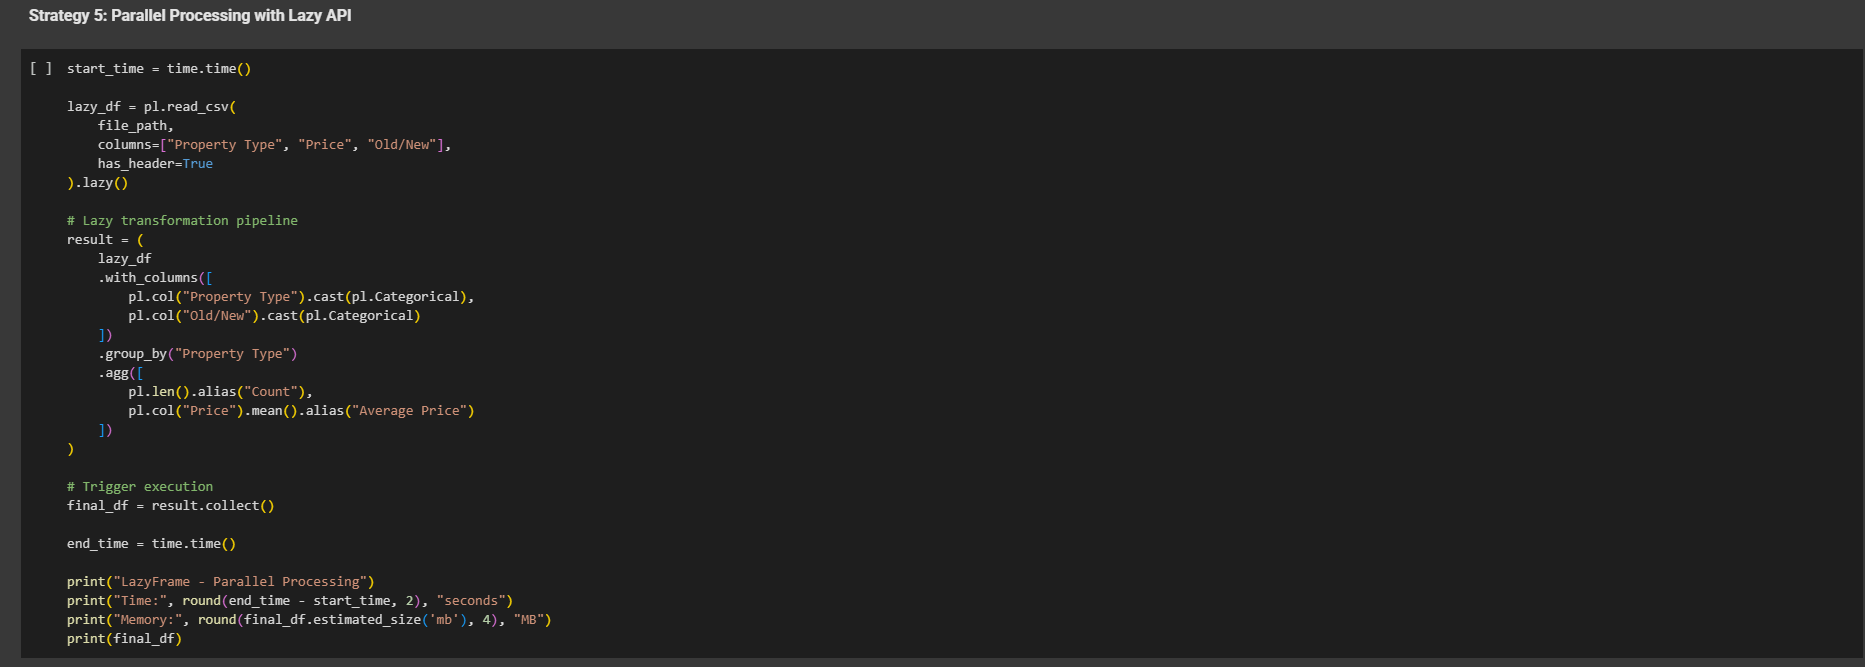 Strategy 5: Parallel Processing with Lazy API
[ ] start_time = time.time()
lazy_df = pl.read_csv(
    file_path,
    columns=["Property Type", "Price", "Old/New"],
    has_header=True
).lazy()
# Lazy transformation pipeline
result = (
    lazy_df
    .with_columns([
        pl.col("Property Type").cast(pl.Categorical),
        pl.col("Old/New").cast(pl.Categorical)
    ])
    .group_by("Property Type")
    .agg([
        pl.len().alias("Count"),
        pl.col("Price").mean().alias("Average Price")
    ])
)
# Trigger execution
final_df = result.collect()
end_time = time.time()
print("LazyFrame - Parallel Processing")
print("Time:", round(end_time - start_time, 2), "seconds")
print("Memory:", round(final_df.estimated_size('mb'), 4), "MB")
print(final_df)